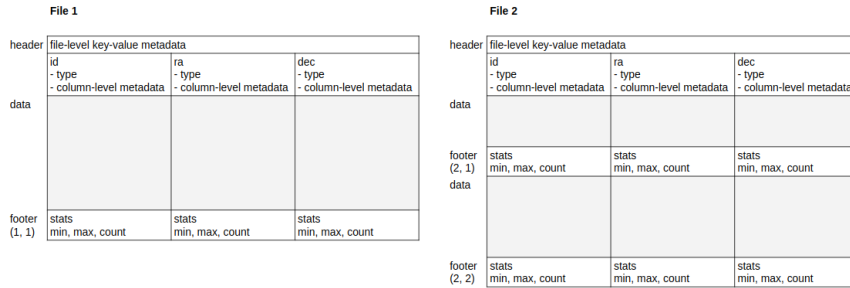 File 1
header file-level key-value metadata
id ra dec
- type - type - type
- column-level metadata - column-level metadata - column-level metadata
data
footer stats stats stats
(1, 1) min, max, count min, max, count min, max, count
File 2
header file-level key-value metadata
id ra dec
- type - type - type
- column-level metadata - column-level metadata - column-level metadata
data
footer stats stats stats
(2, 1) min, max, count min, max, count min, max, count
data
footer stats stats stats
(2, 2) min, max, count min, max, count min, max, count